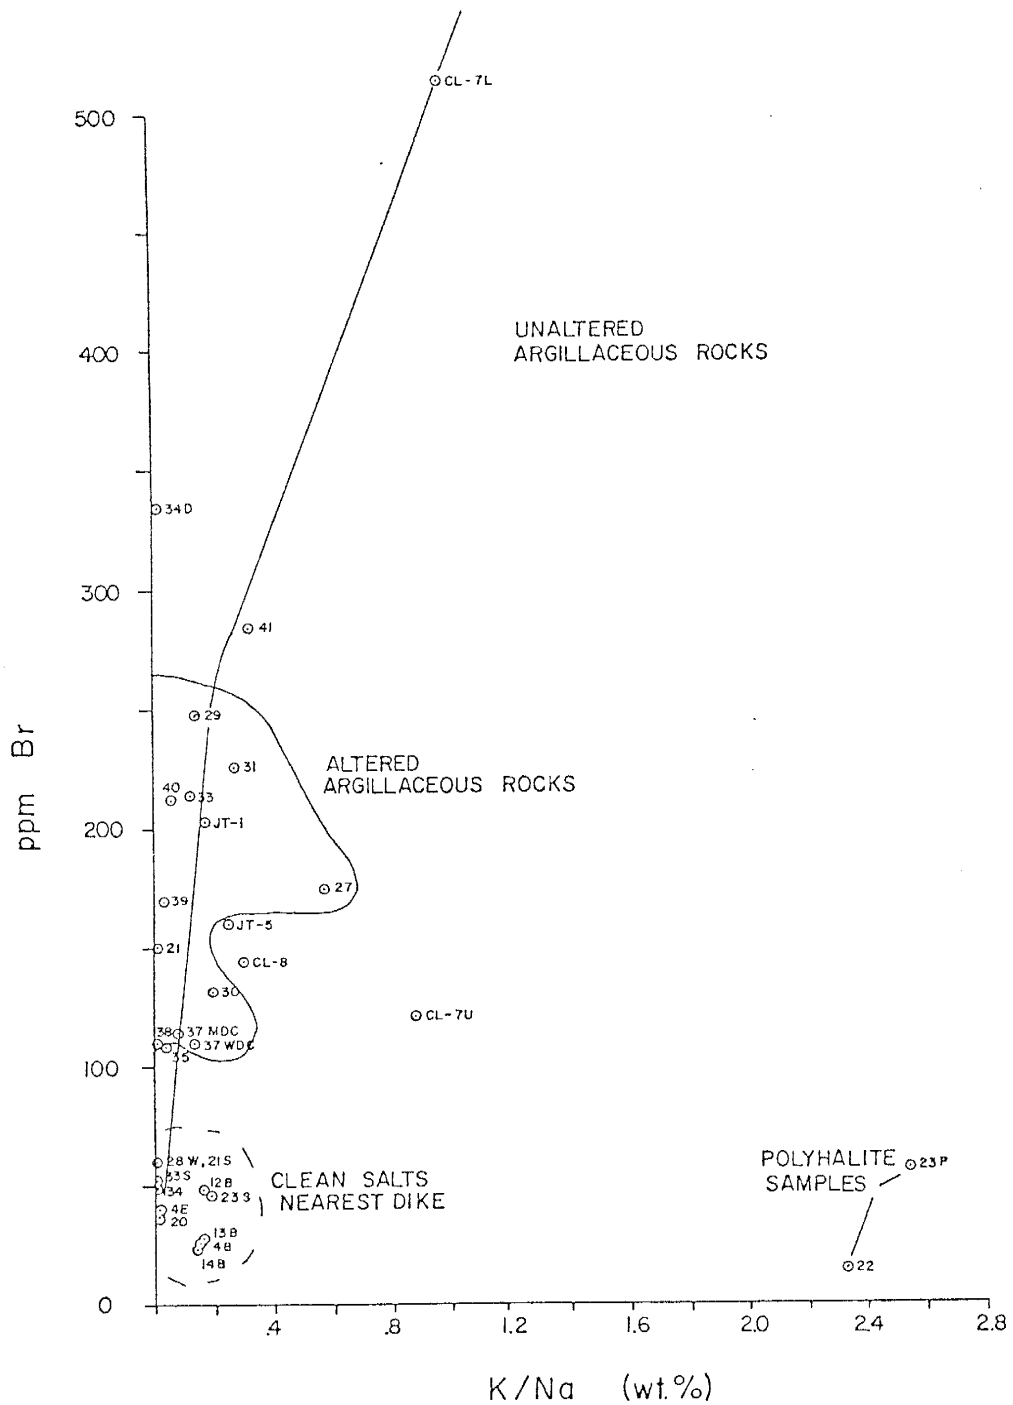 CL-7L
500
UNALTERED
ARGILLACEOUS ROCKS
400
34D
300
41
29
ALTERED
ARGILLACEOUS ROCKS
31
40
33
JT-1
200
27
39
JT-5
21
CL-8
30
CL-7U
38
37 MDC
37 WDC
35
100
28W, 21S
33S
34
12B
23S
4E
20
13B
4B
14B
CLEAN SALTS
NEAREST DIKE
POLYHALITE
SAMPLES
23P
22
0
.4
.8
1.2
1.6
2.0
2.4
2.8
ppm Br
K/Na (wt.%)